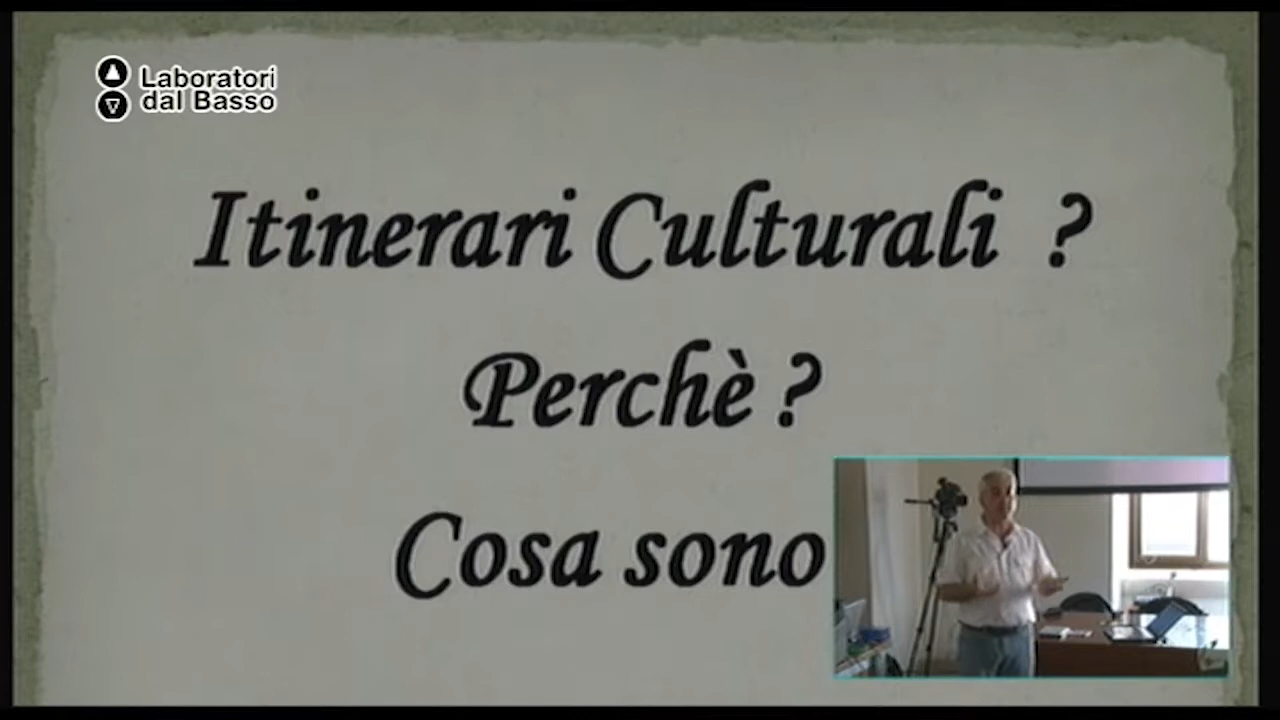 Laboratori
dal Basso
Itinerari Culturali ?
Perchè ?
Cosa sono